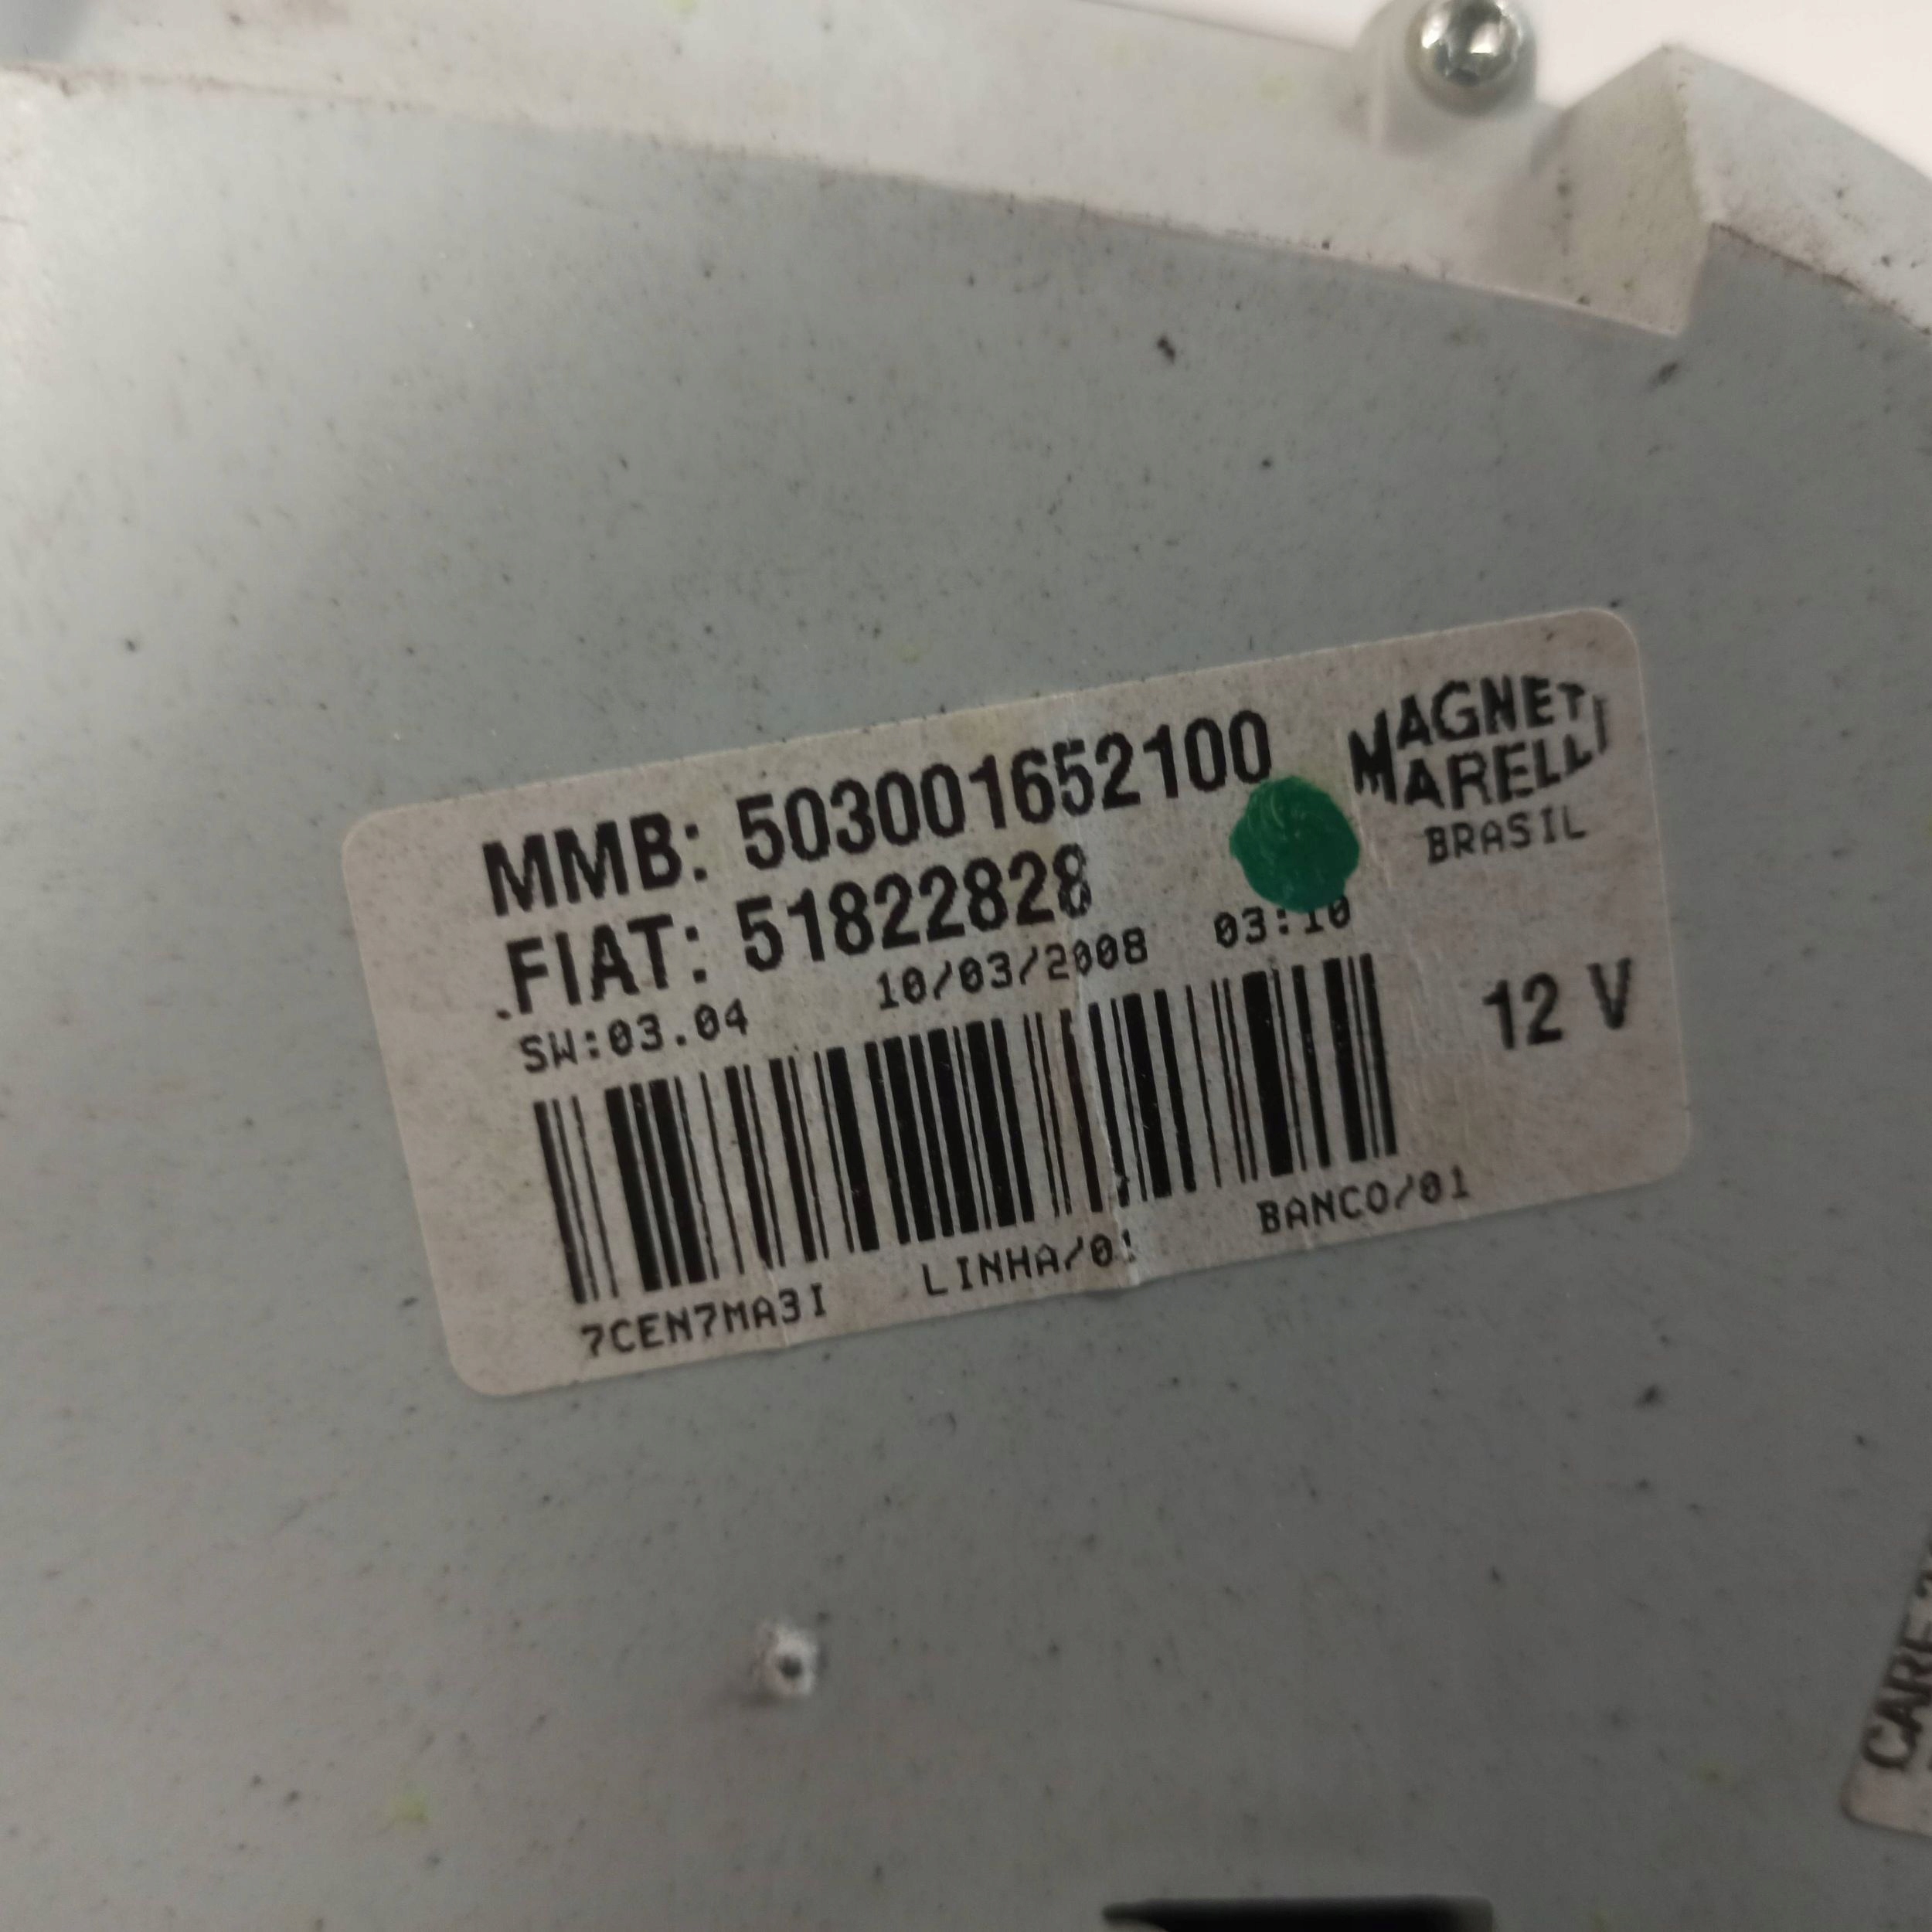 MMB: 503001652100
MAGNETI
MARELLI
BRASIL
FIAT: 51822828
SW:03.04 10/03/2008 03:10
12 V
7CEN7MA3I LINHA/01 BANCO/01